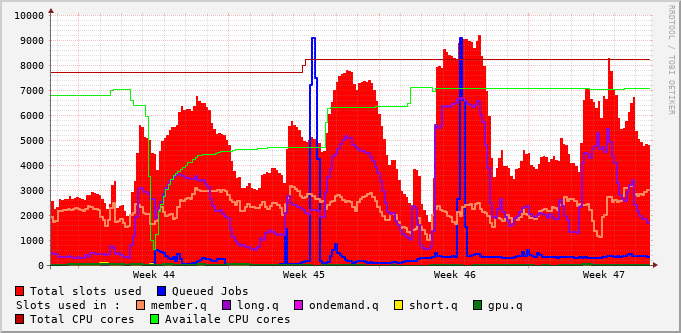 10000
9000
8000
7000
6000
5000
4000
3000
2000
1000
0
Week 44 Week 45 Week 46 Week 47
RRDTOOL / TOBI OETIKER
Total slots used Queued Jobs
Slots used in : member.q long.q ondemand.q short.q gpu.q
Total CPU cores Availale CPU cores